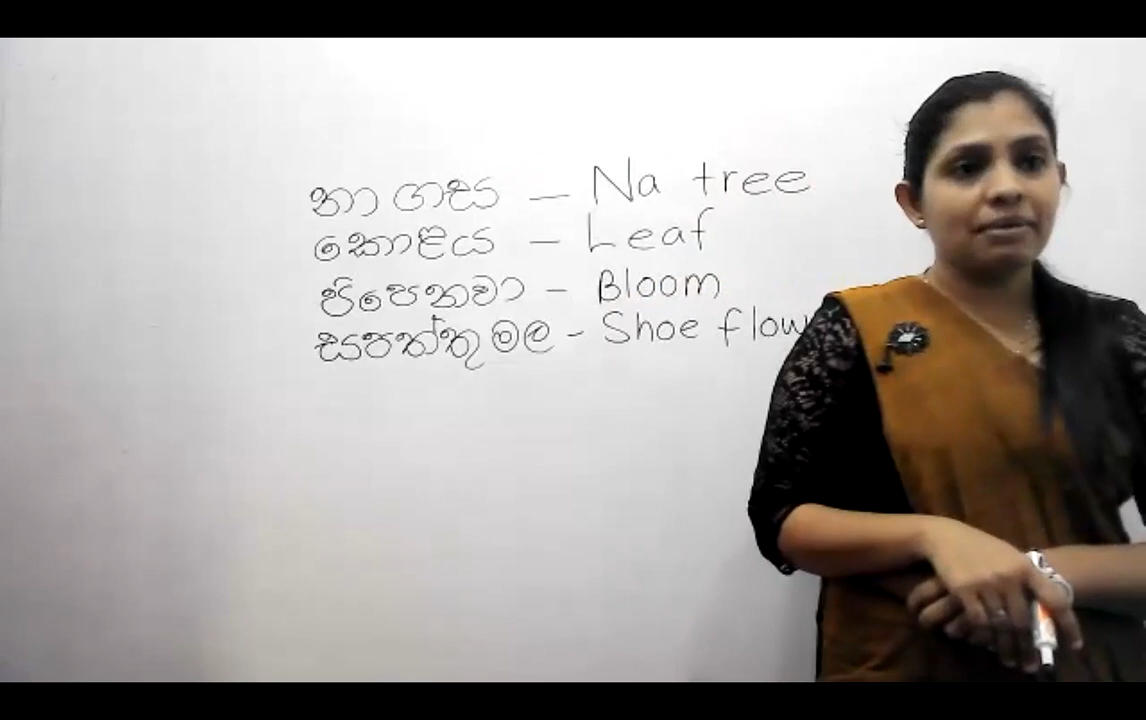 නා ගස – Na tree
කොළය – Leaf
පිපෙනවා – Bloom
සපත්තු මල - Shoe flow